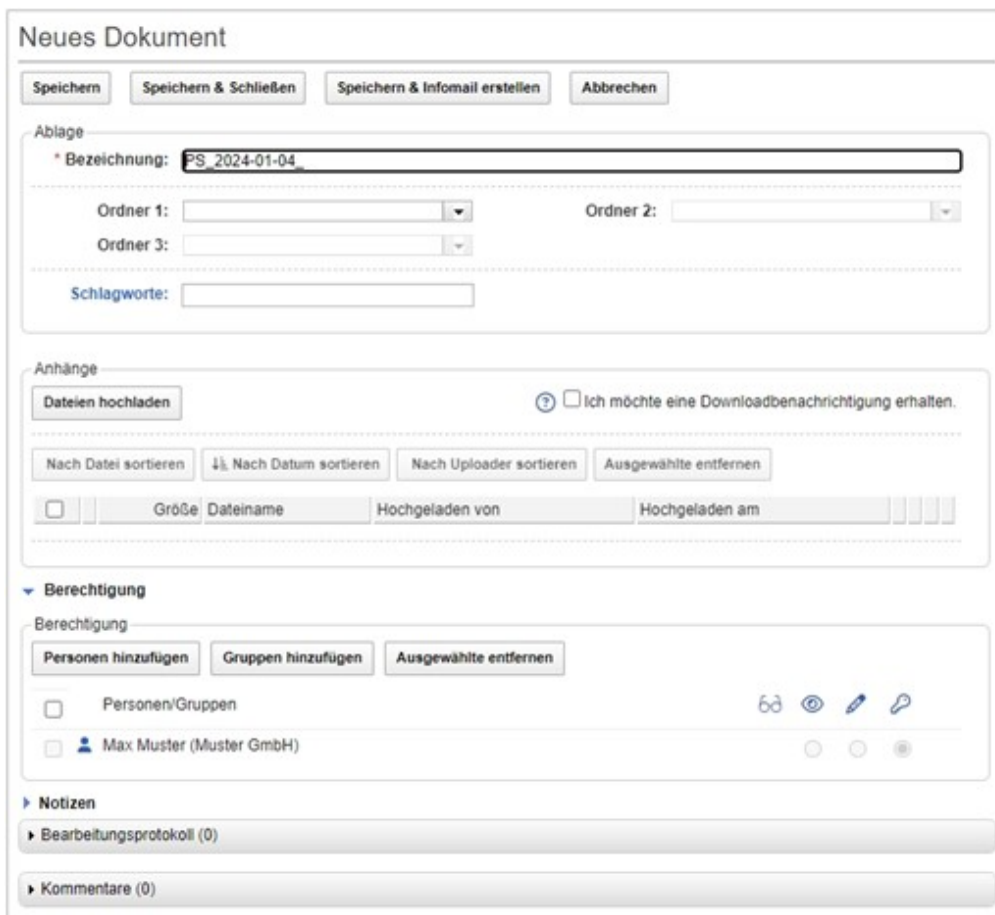 Neues Dokument
Speichern Speichern & Schließen Speichern & Infomail erstellen Abbrechen
Ablage
* Bezeichnung: PS_2024-01-04_
Ordner 1: Ordner 2:
Ordner 3:
Schlagworte:
Anhänge
Dateien hochladen ? Ich möchte eine Downloadbenachrichtigung erhalten.
Nach Datei sortieren Nach Datum sortieren Nach Uploader sortieren Ausgewählte entfernen
Größe Dateiname Hochgeladen von Hochgeladen am
Berechtigung
Berechtigung
Personen hinzufügen Gruppen hinzufügen Ausgewählte entfernen
Personen/Gruppen
Max Muster (Muster GmbH)
Notizen
Bearbeitungsprotokoll (0)
Kommentare (0)